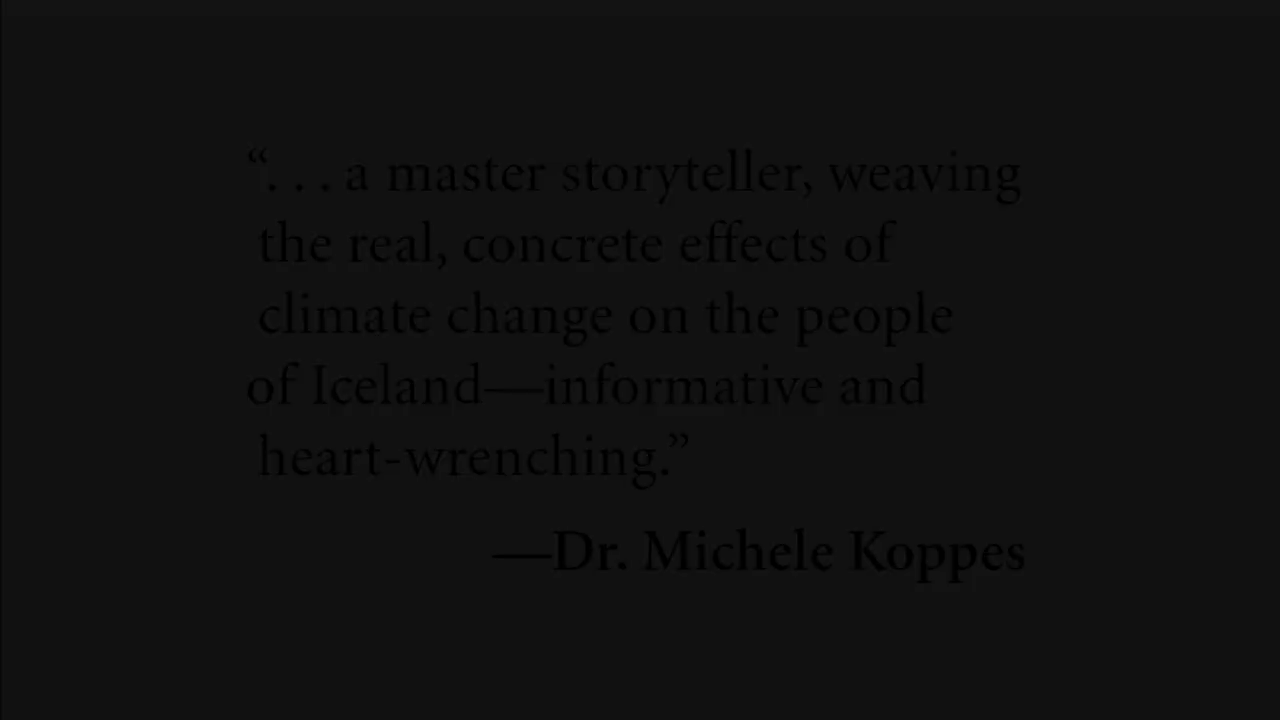 “. . . a master storyteller, weaving
the real, concrete effects of
climate change on the people
of Iceland—informative and
heart-wrenching.”
—Dr. Michele Koppes